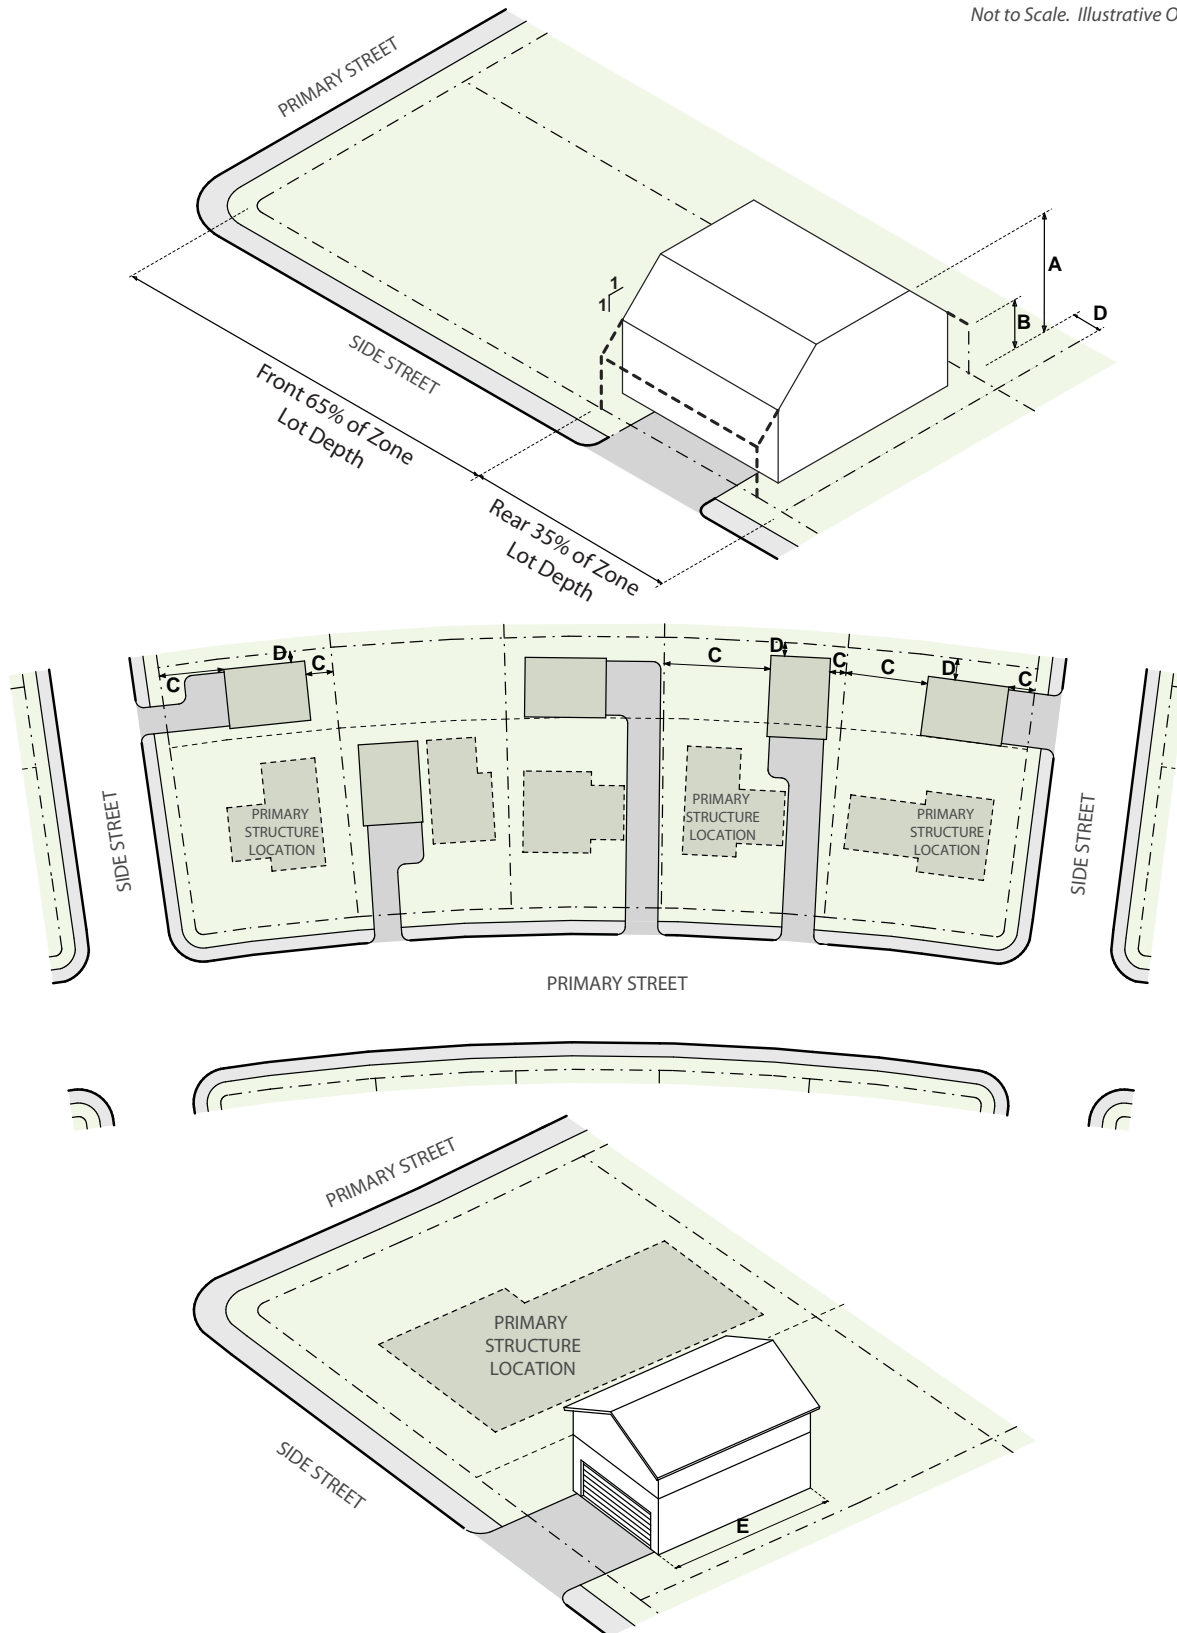 Not to Scale. Illustrative O
PRIMARY STREET
A
B
D
1
1
SIDE STREET
Front 65% of Zone
Lot Depth
Rear 35% of Zone
Lot Depth
D
C
C
C
D
C
C
D
C
PRIMARY
STRUCTURE
LOCATION
PRIMARY
STRUCTURE
LOCATION
PRIMARY
STRUCTURE
LOCATION
SIDE STREET
SIDE STREET
PRIMARY STREET
PRIMARY STREET
PRIMARY
STRUCTURE
LOCATION
SIDE STREET
E